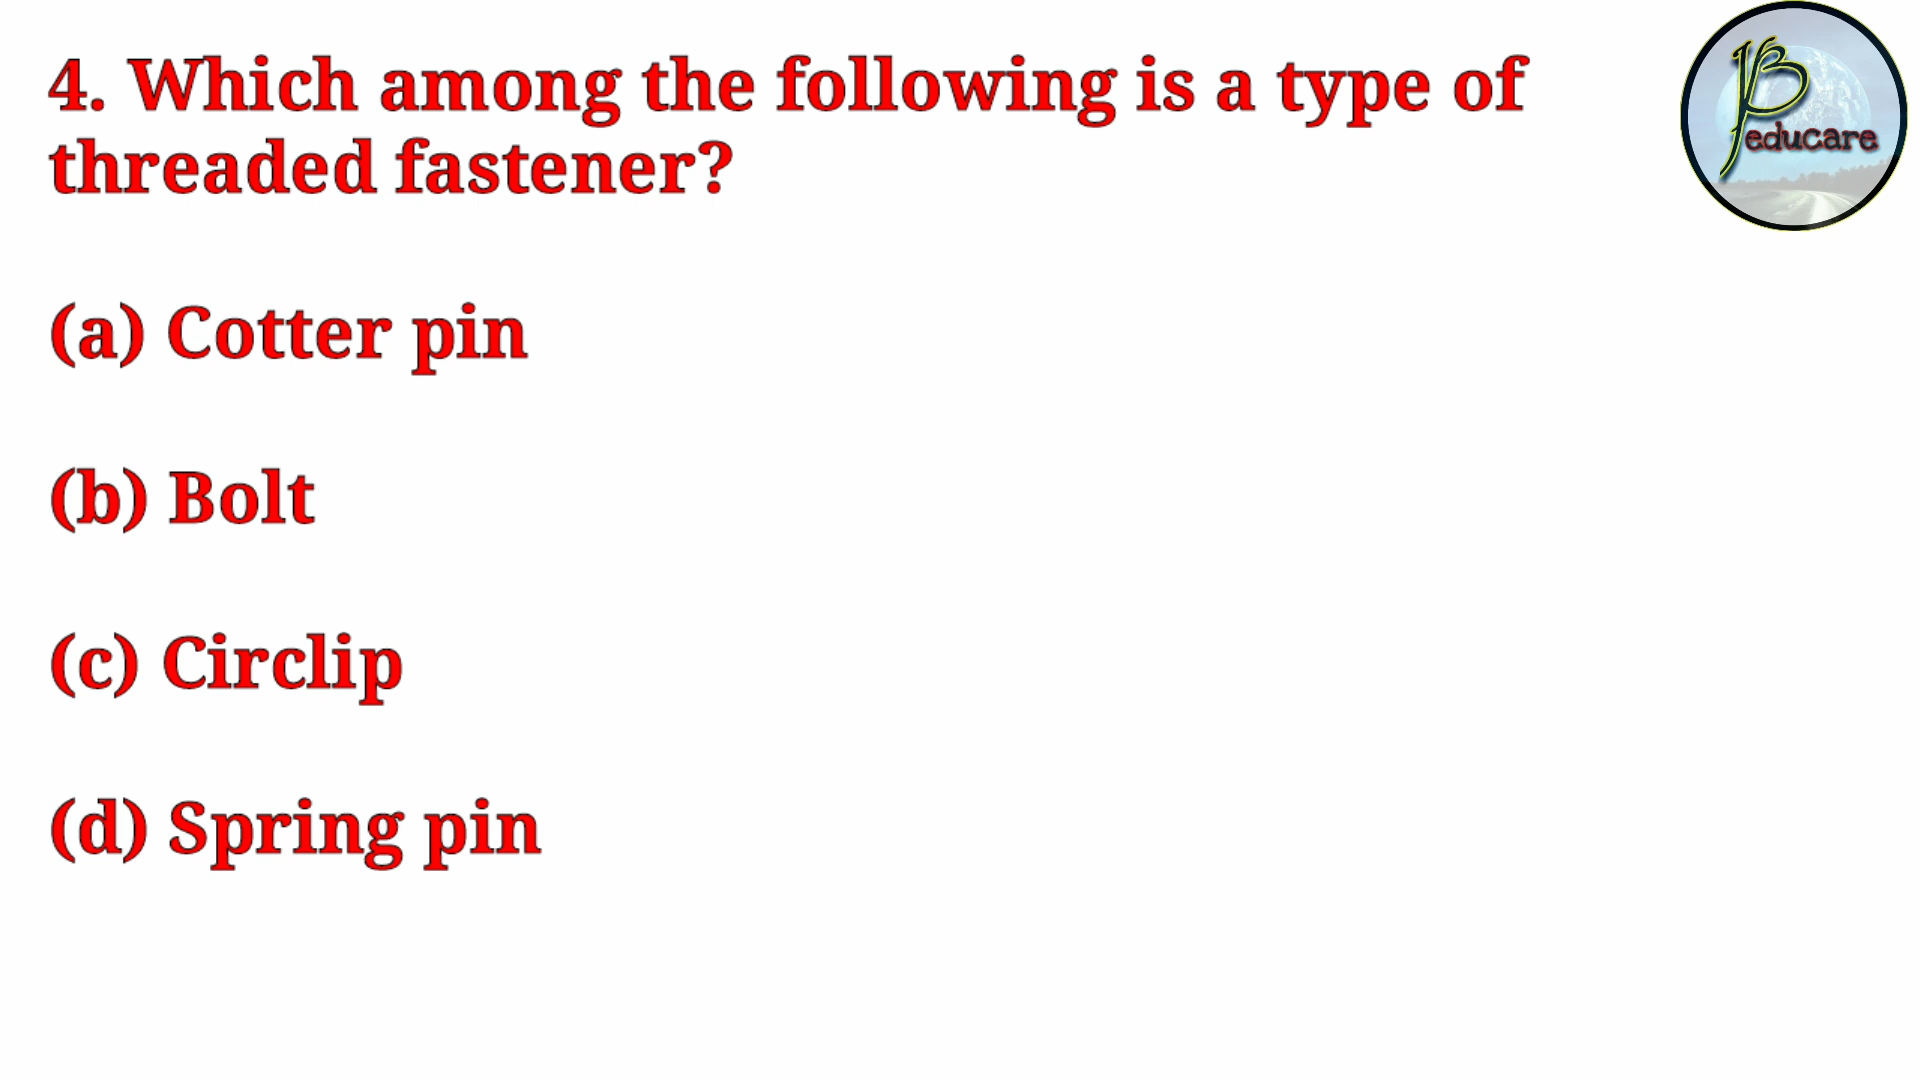 4. Which among the following is a type of
threaded fastener?
(a) Cotter pin
(b) Bolt
(c) Circlip
(d) Spring pin
educare